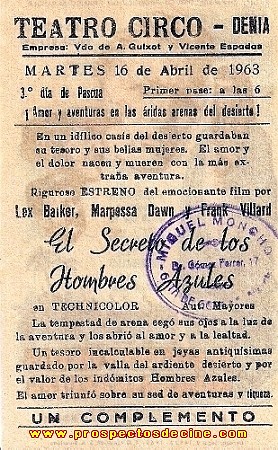 TEATRO CIRCO - DENIA
Empresa: Vda de A. Guixot y Vicente Espadas
MARTES 16 de Abril de 1963
3.º día de Pascua Primer pase: a las 6
¡Amor y aventuras en las áridas arenas del desierto!
En un idílico oasis del desierto guardaban
su tesoro y sus bellas mujeres. El amor y
el dolor nacen y mueren con la más ex-
traña aventura.
Riguroso ESTRENO del emocionante film por
Lex Barker, Marpessa Dawn y Frank Villard
El Secreto de los
Hombres Azules
en TECHNICOLOR Aut. Mayores
MIGUEL MONCHO
La tempestad de arena cegó sus ojos a la luz de
la aventura y los abrió al amor y a la lealtad.
Un tesoro incalculable en joyas antiquísimas
guardado por la valla del ardiente desierto y por
el valor de los indómitos Hombres Azules.
El amor triunfó sobre su sed de aventuras y riqueza.
UN COMPLEMENTO
www.prospectosdecine.com